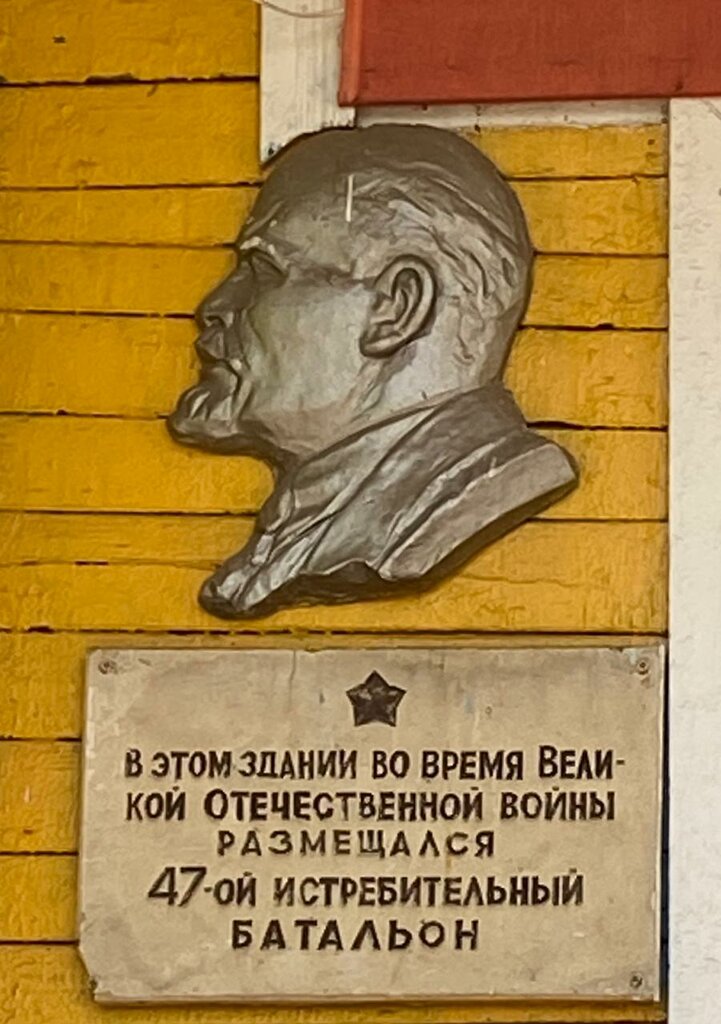 В ЭТОМ ЗДАНИИ ВО ВРЕМЯ ВЕЛИ-
КОЙ ОТЕЧЕСТВЕННОЙ ВОЙНЫ
РАЗМЕЩАЛСЯ
47-ОЙ ИСТРЕБИТЕЛЬНЫЙ
БАТАЛЬОН